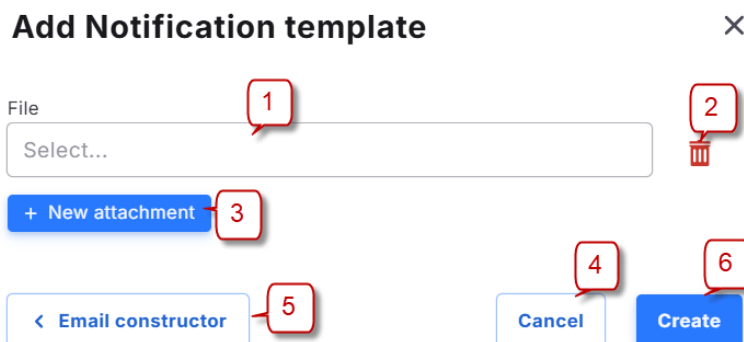 Add Notification template
File
1
2
Select...
+ New attachment
3
4
6
5
< Email constructor
Cancel
Create